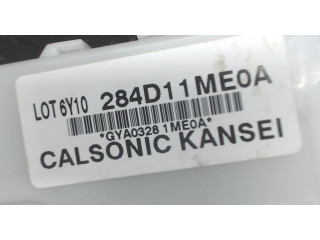 LOT 6Y10 284D11ME0A
*GYA0328 1ME0A*
CALSONIC KANSEI